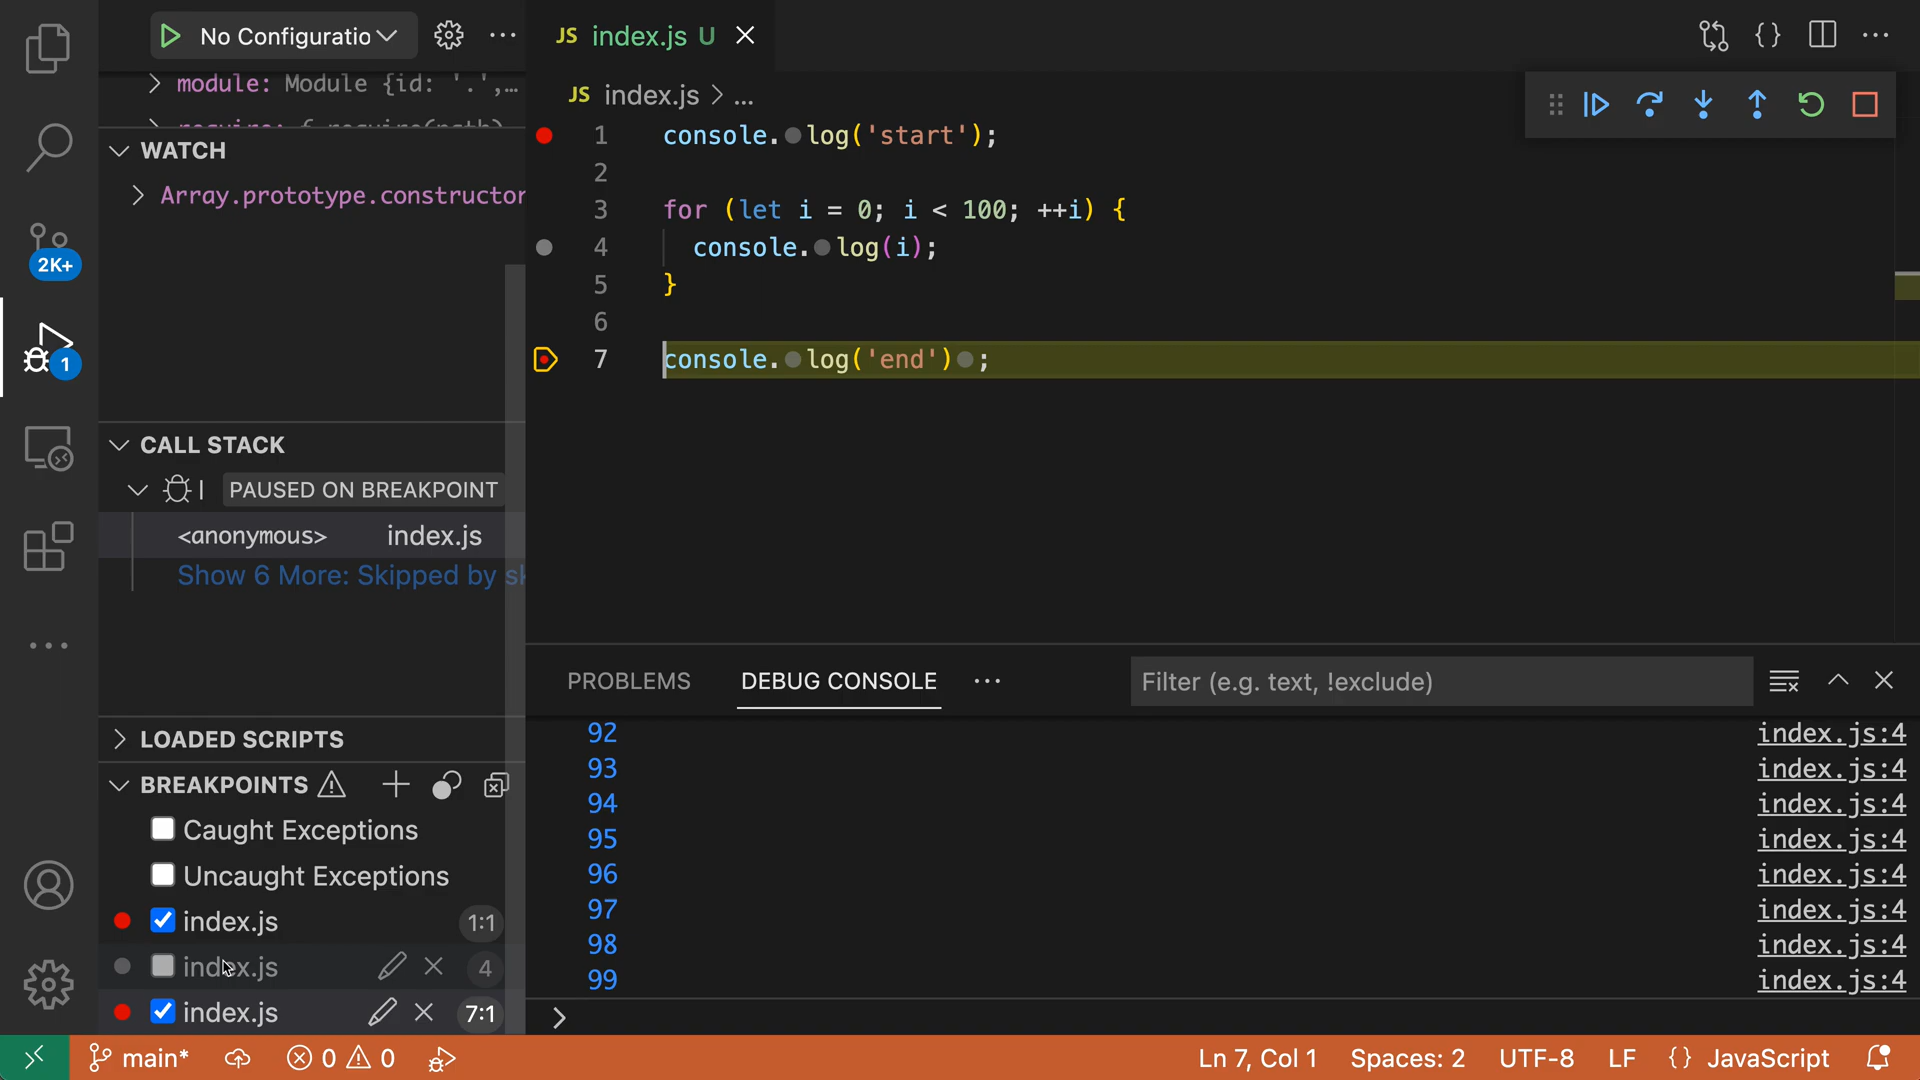 No Configuratio
module: Module {id: '.',…
require: f require(path)
WATCH
Array.prototype.constructor
2K+
1
CALL STACK
PAUSED ON BREAKPOINT
<anonymous> index.js
Show 6 More: Skipped by sk
LOADED SCRIPTS
BREAKPOINTS
Caught Exceptions
Uncaught Exceptions
index.js 1:1
index.js 4
index.js 7:1
JS index.js U
JS index.js > ...
1 console.log('start');
2
3 for (let i = 0; i < 100; ++i) {
4 console.log(i);
5 }
6
7 console.log('end');
PROBLEMS DEBUG CONSOLE Filter (e.g. text, !exclude)
92 index.js:4
93 index.js:4
94 index.js:4
95 index.js:4
96 index.js:4
97 index.js:4
98 index.js:4
99 index.js:4
>
main* 0 0 Ln 7, Col 1 Spaces: 2 UTF-8 LF {} JavaScript